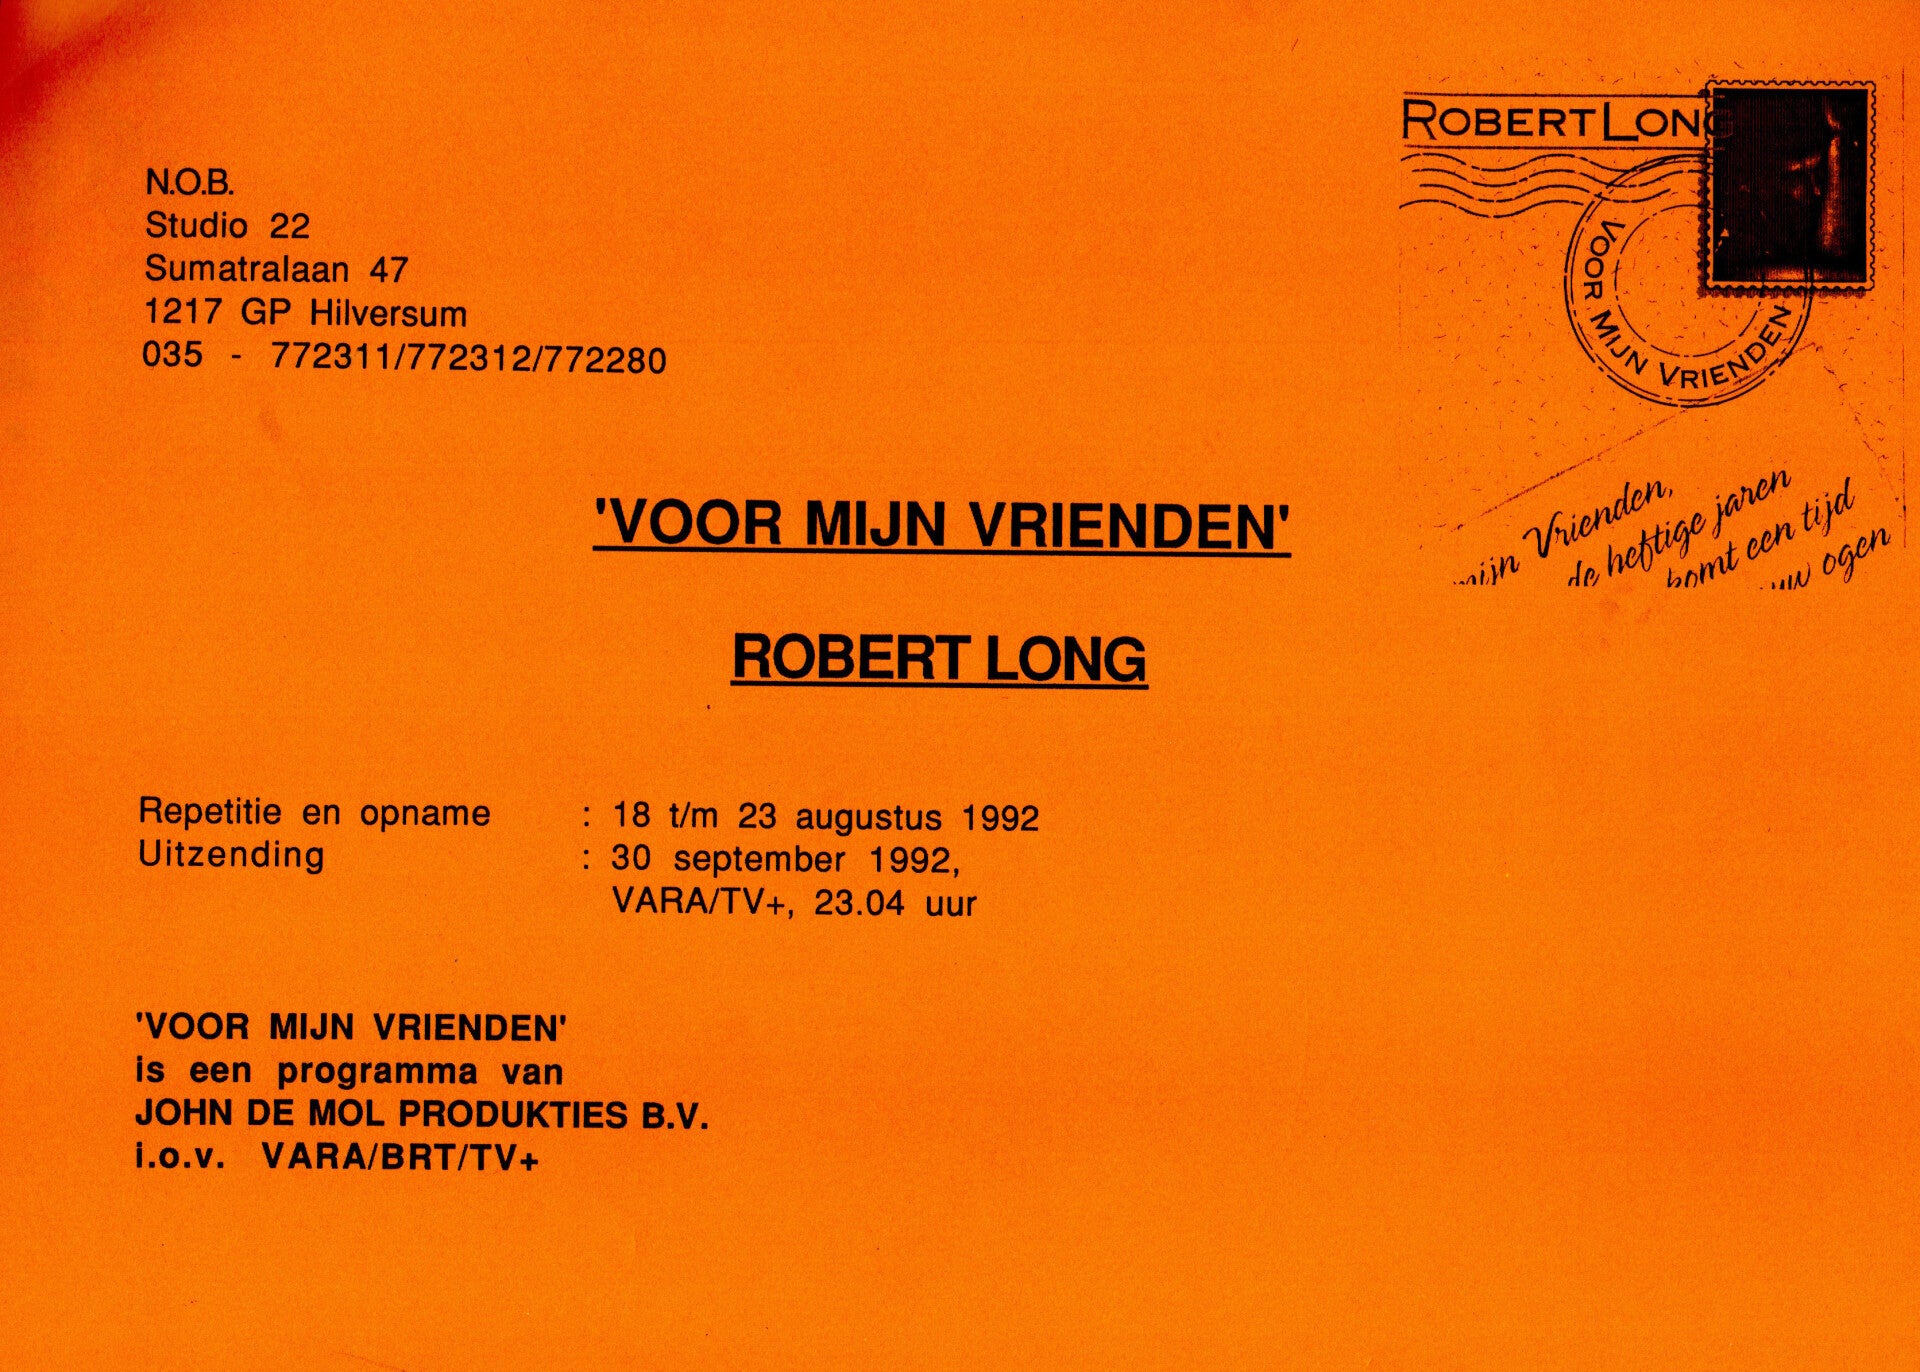 N.O.B.
Studio 22
Sumatralaan 47
1217 GP Hilversum
035 - 772311/772312/772280
ROBERT LONG
VOOR MIJN VRIENDEN
mijn Vrienden,
de heftige jaren
komt een tijd
uw ogen
'VOOR MIJN VRIENDEN'
ROBERT LONG
Repetitie en opname : 18 t/m 23 augustus 1992
Uitzending : 30 september 1992,
VARA/TV+, 23.04 uur
'VOOR MIJN VRIENDEN'
is een programma van
JOHN DE MOL PRODUKTIES B.V.
i.o.v. VARA/BRT/TV+